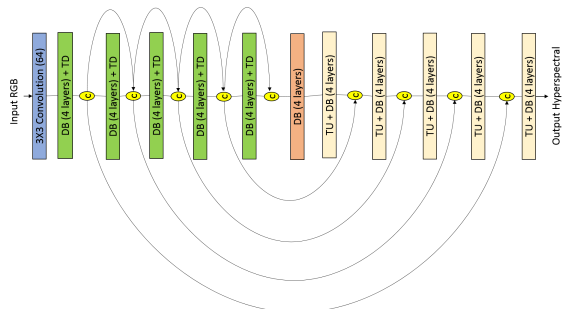 Input RGB
3X3 Convolution (64)
DB (4 layers) + TD
C
DB (4 layers) + TD
C
DB (4 layers) + TD
C
DB (4 layers) + TD
C
DB (4 layers) + TD
C
DB (4 layers)
TU + DB (4 layers)
C
TU + DB (4 layers)
C
TU + DB (4 layers)
C
TU + DB (4 layers)
C
TU + DB (4 layers)
Output Hyperspectral